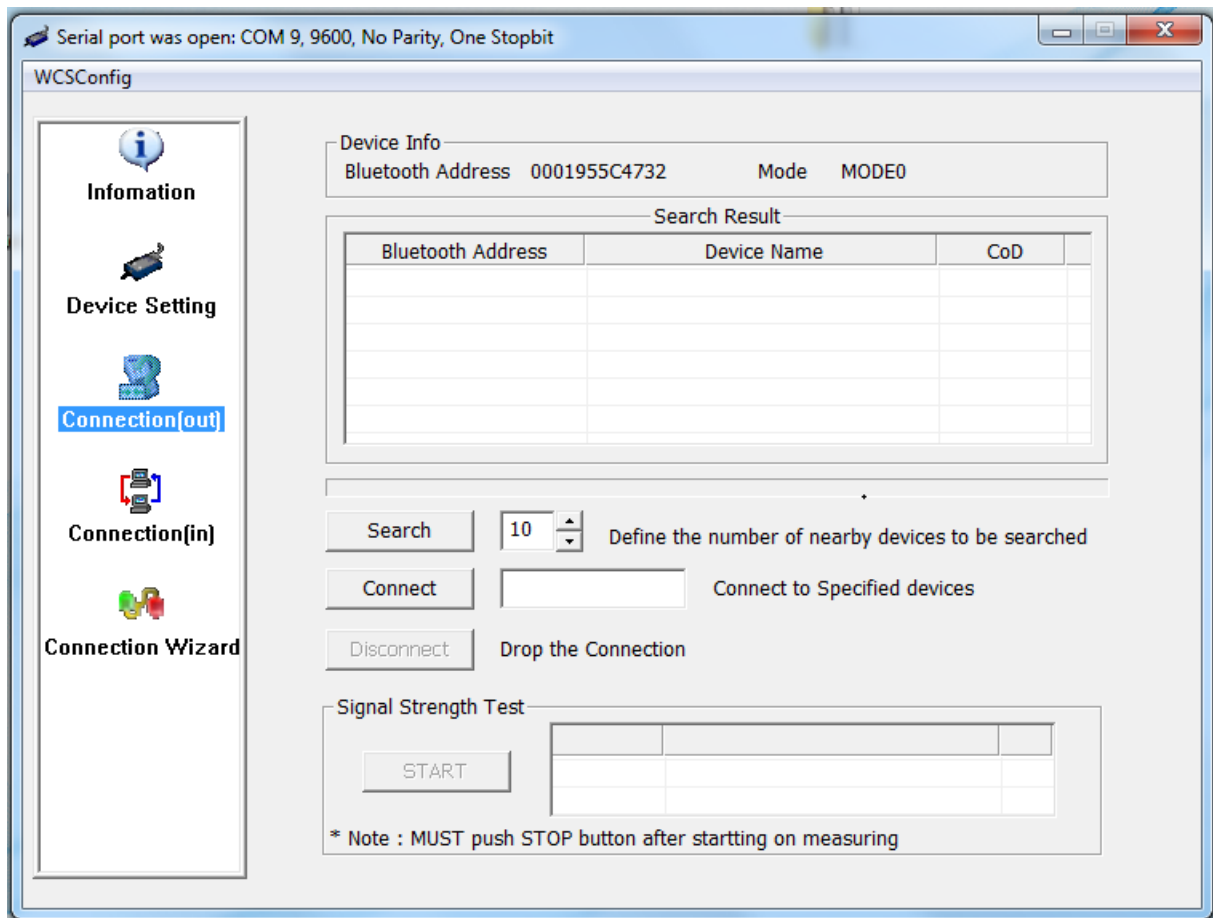 Serial port was open: COM 9, 9600, No Parity, One Stopbit
WCSConfig
Infomation
Device Setting
Connection(out)
Connection(in)
Connection Wizard
Device Info
Bluetooth Address 0001955C4732 Mode MODE0
Search Result
Bluetooth Address Device Name CoD
Search 10 Define the number of nearby devices to be searched
Connect Connect to Specified devices
Disconnect Drop the Connection
Signal Strength Test
START
* Note : MUST push STOP button after startting on measuring